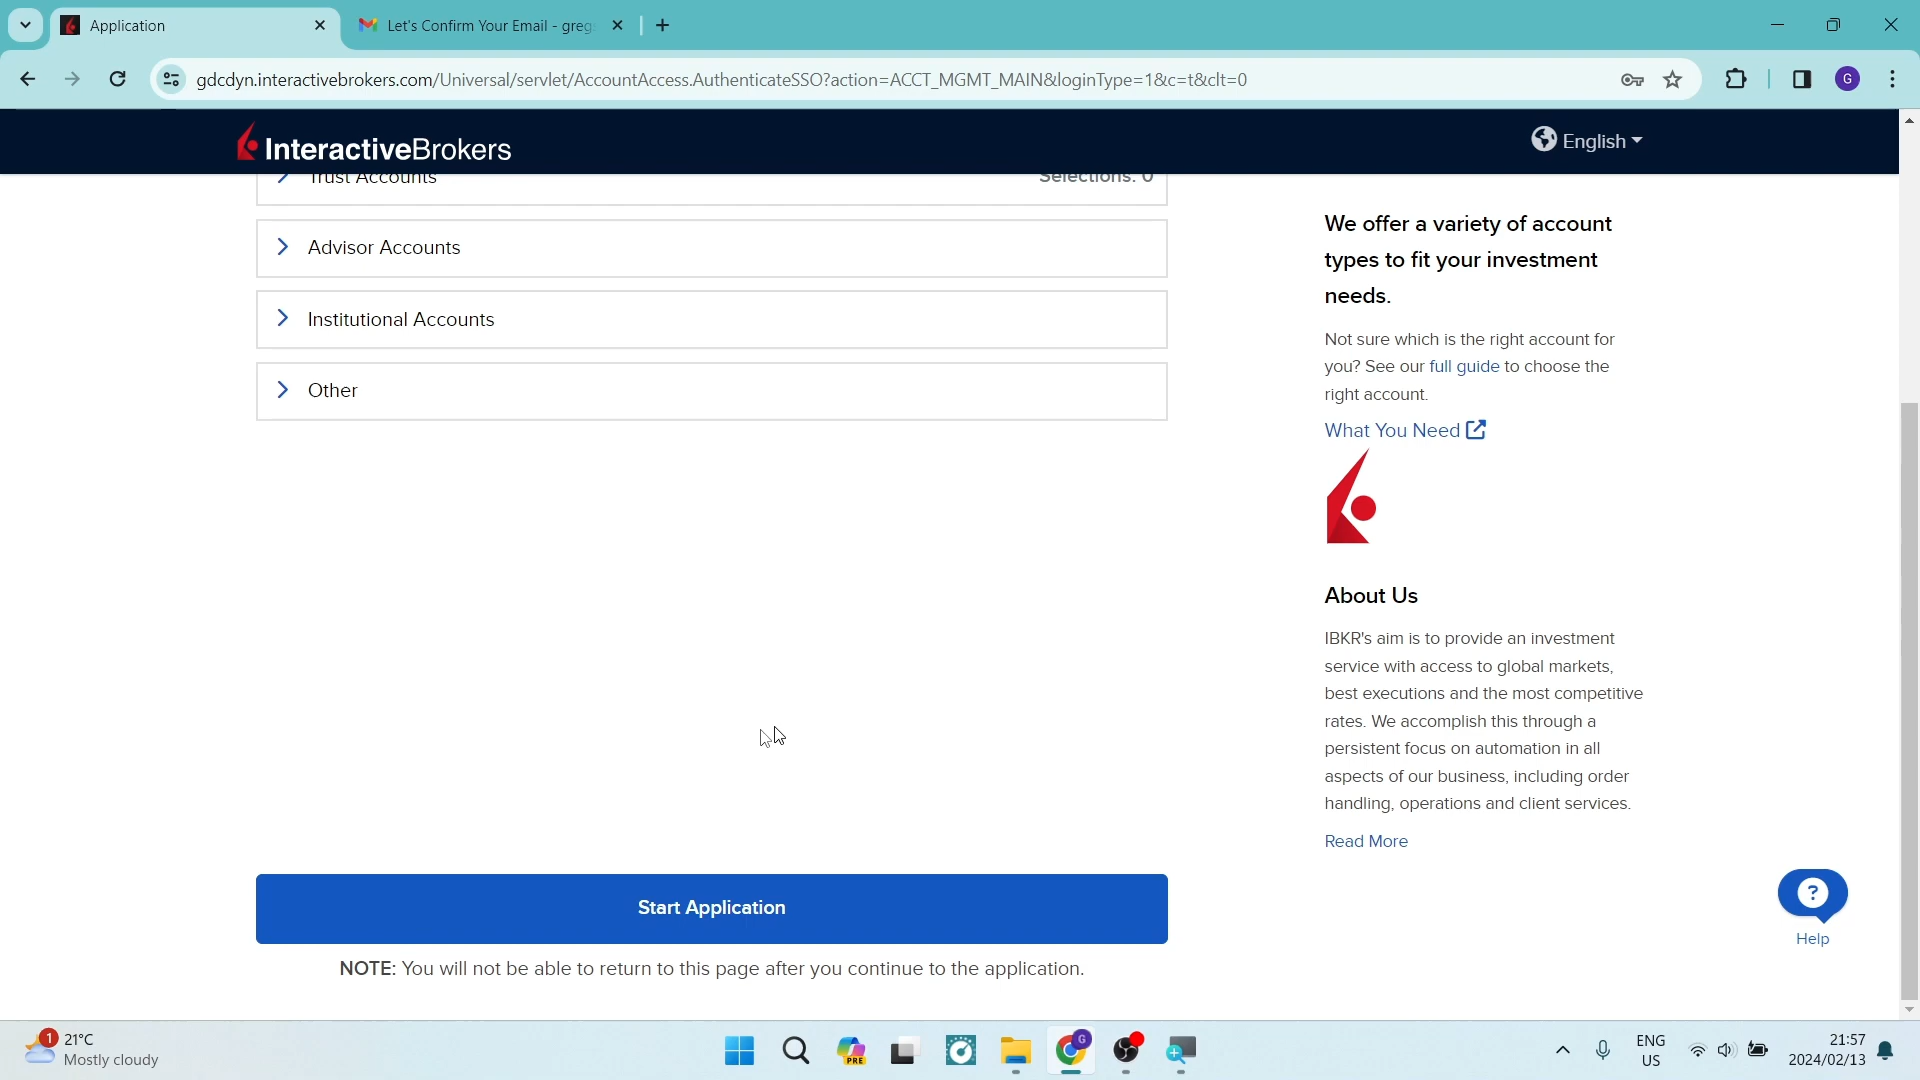 Application
Let's Confirm Your Email - greg
gdcdyn.interactivebrokers.com/Universal/servlet/AccountAccess.AuthenticateSSO?action=ACCT_MGMT_MAIN&loginType=1&c=t&clt=0
G
InteractiveBrokers
English
Trust Accounts
Selections: 0
Advisor Accounts
Institutional Accounts
Other
We offer a variety of account
types to fit your investment
needs.
Not sure which is the right account for
you? See our full guide to choose the
right account.
What You Need
About Us
IBKR's aim is to provide an investment
service with access to global markets,
best executions and the most competitive
rates. We accomplish this through a
persistent focus on automation in all
aspects of our business, including order
handling, operations and client services.
Read More
Start Application
NOTE: You will not be able to return to this page after you continue to the application.
?
Help
1
21°C
Mostly cloudy
PRE
G
ENG
US
21:57
2024/02/13